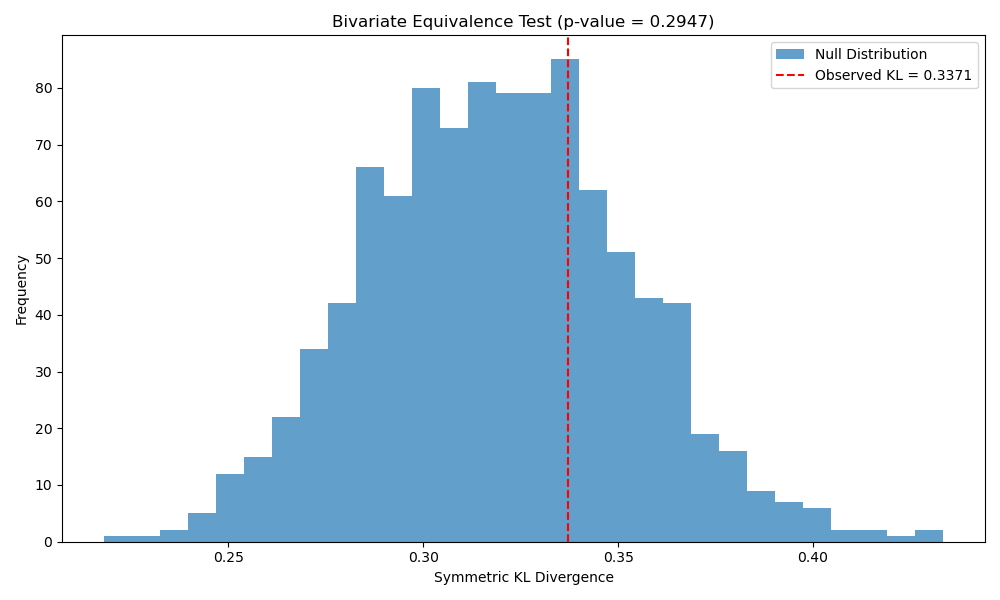 Bivariate Equivalence Test (p-value = 0.2947)
Null Distribution
Observed KL = 0.3371
Frequency
80
70
60
50
40
30
20
10
0
0.25
0.30
0.35
0.40
Symmetric KL Divergence